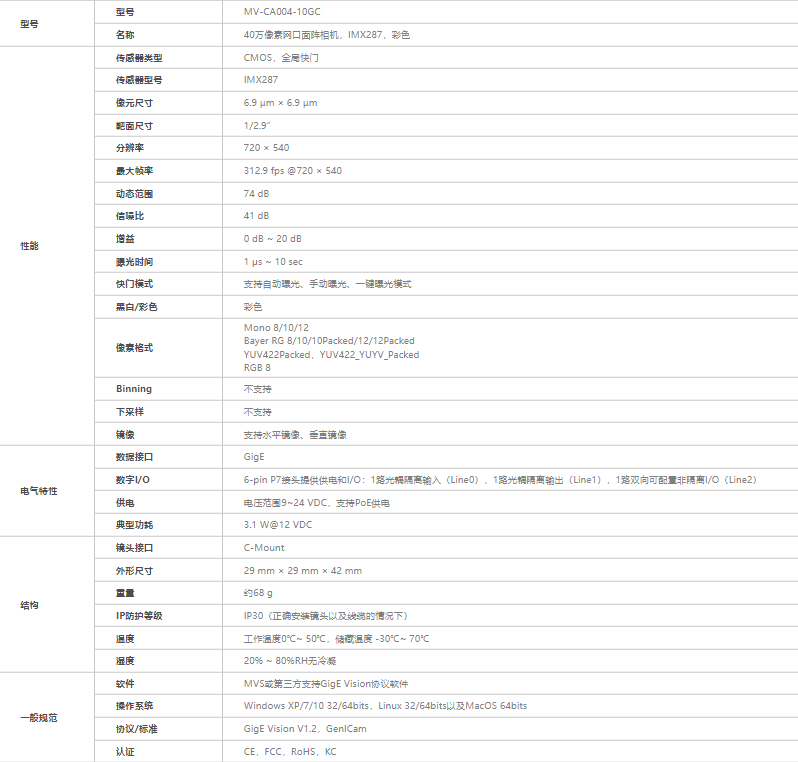 型号
型号 MV-CA004-10GC
名称 40万像素网口面阵相机，IMX287，彩色
性能
传感器类型 CMOS，全局快门
传感器型号 IMX287
像元尺寸 6.9 μm × 6.9 μm
靶面尺寸 1/2.9"
分辨率 720 × 540
最大帧率 312.9 fps @720 × 540
动态范围 74 dB
信噪比 41 dB
增益 0 dB ~ 20 dB
曝光时间 1 μs ~ 10 sec
快门模式 支持自动曝光、手动曝光、一键曝光模式
黑白/彩色 彩色
像素格式 Mono 8/10/12
Bayer RG 8/10/10Packed/12/12Packed
YUV422Packed，YUV422_YUYV_Packed
RGB 8
Binning 不支持
下采样 不支持
镜像 支持水平镜像、垂直镜像
电气特性
数据接口 GigE
数字I/O 6-pin P7接头提供供电和I/O：1路光耦隔离输入（Line0），1路光耦隔离输出（Line1），1路双向可配置非隔离I/O（Line2）
供电 电压范围9~24 VDC，支持PoE供电
典型功耗 3.1 W@12 VDC
结构
镜头接口 C-Mount
外形尺寸 29 mm × 29 mm × 42 mm
重量 约68 g
IP防护等级 IP30（正确安装镜头以及线缆的情况下）
温度 工作温度0℃~ 50℃，储藏温度 -30℃~ 70℃
湿度 20% ~ 80%RH无冷凝
一般规范
软件 MVS或第三方支持GigE Vision协议软件
操作系统 Windows XP/7/10 32/64bits，Linux 32/64bits以及MacOS 64bits
协议/标准 GigE Vision V1.2，GenICam
认证 CE，FCC，RoHS，KC